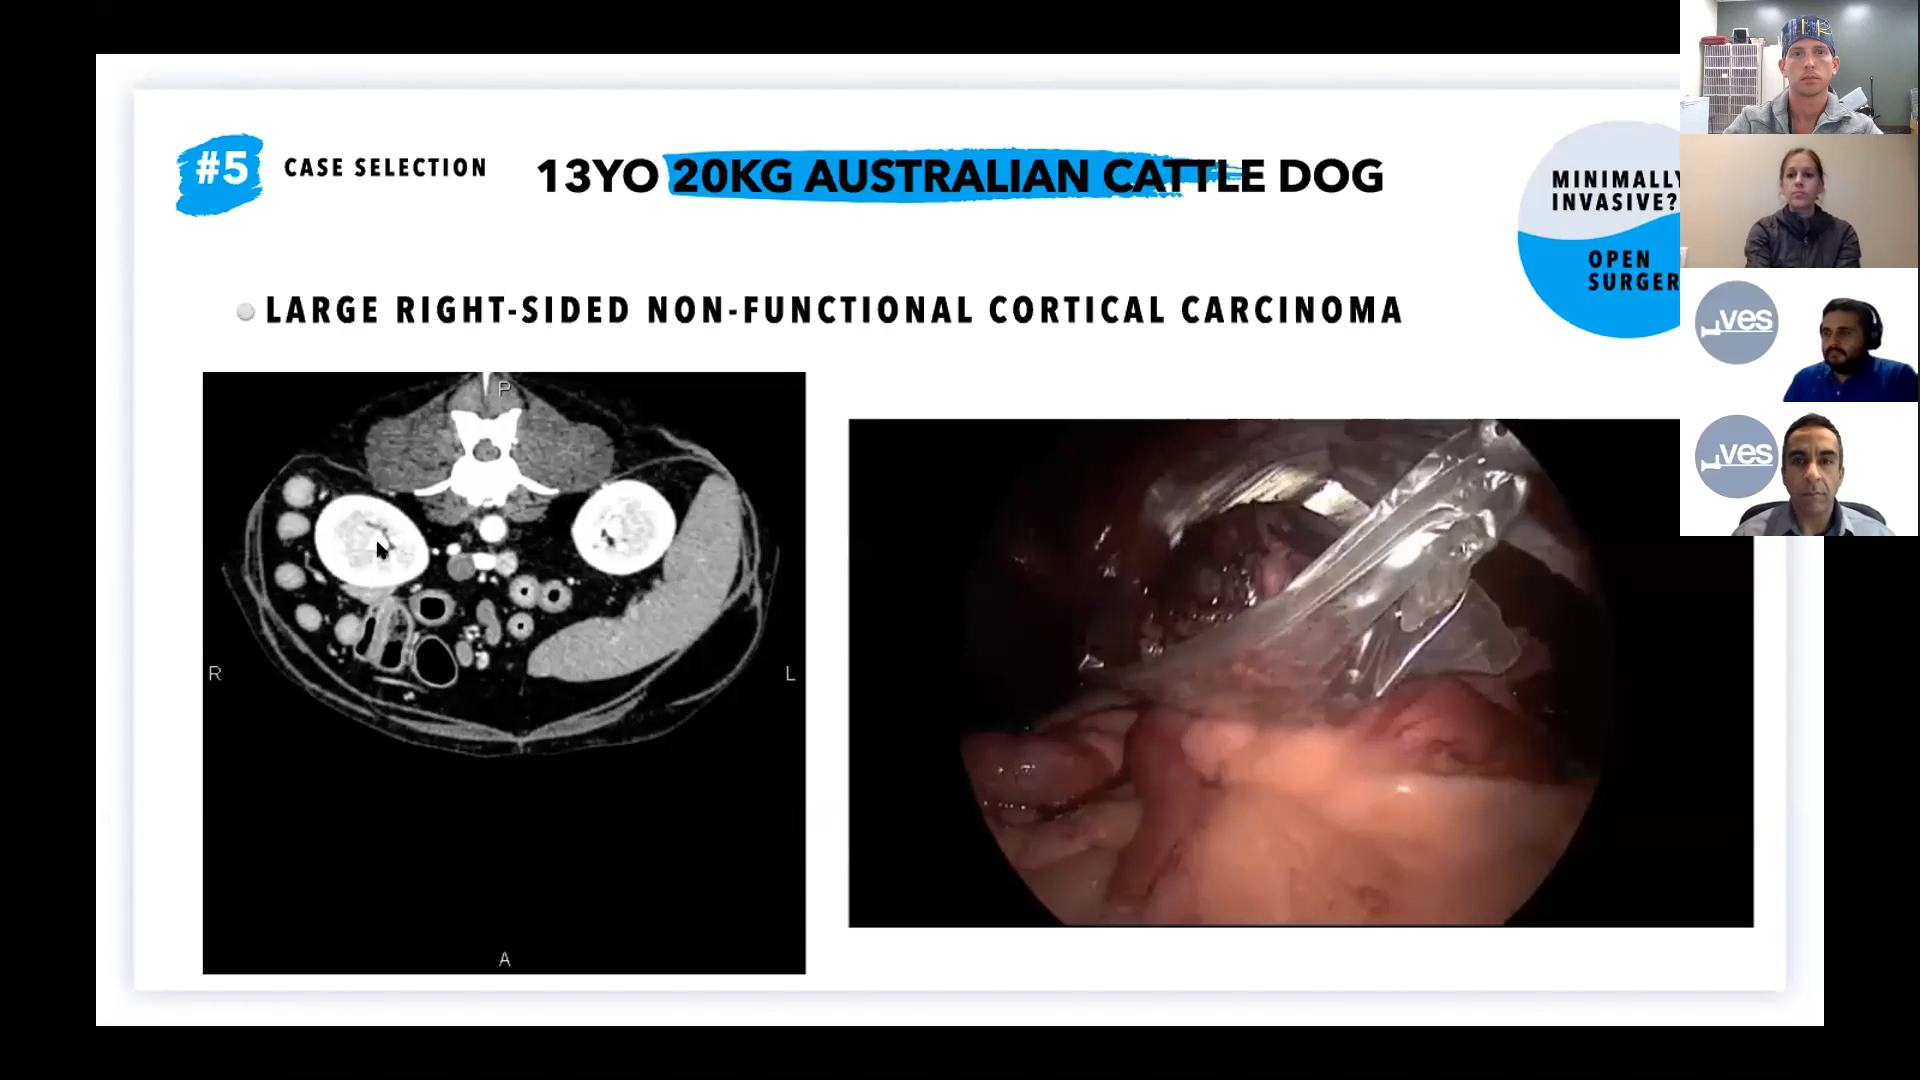 #5
CASE SELECTION
13YO 20KG AUSTRALIAN CATTLE DOG
MINIMALLY
INVASIVE?
OPEN
SURGER
LARGE RIGHT-SIDED NON-FUNCTIONAL CORTICAL CARCINOMA
P
R
L
A
IR
ves
ves